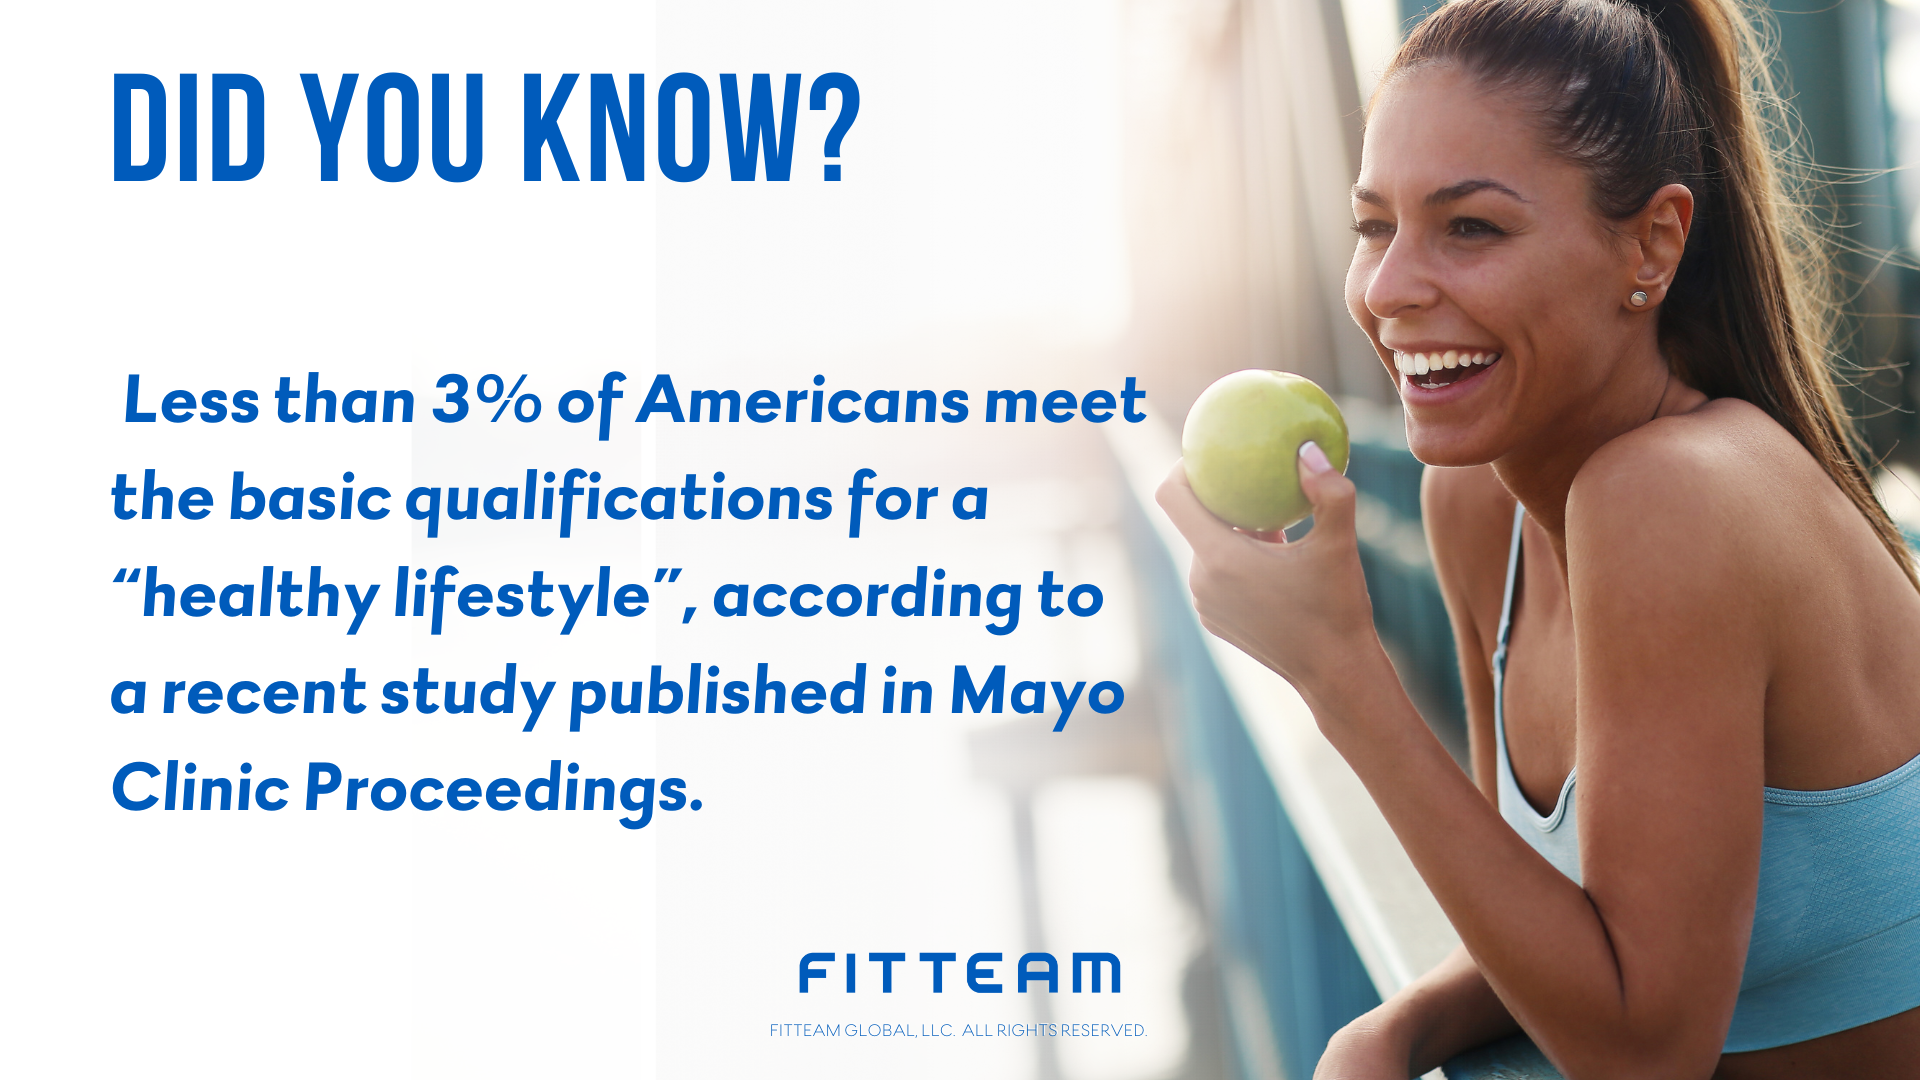 DID YOU KNOW?
Less than 3% of Americans meet
the basic qualifications for a
“healthy lifestyle”, according to
a recent study published in Mayo
Clinic Proceedings.
FITTEAM
FITTEAM GLOBAL, LLC. ALL RIGHTS RESERVED.